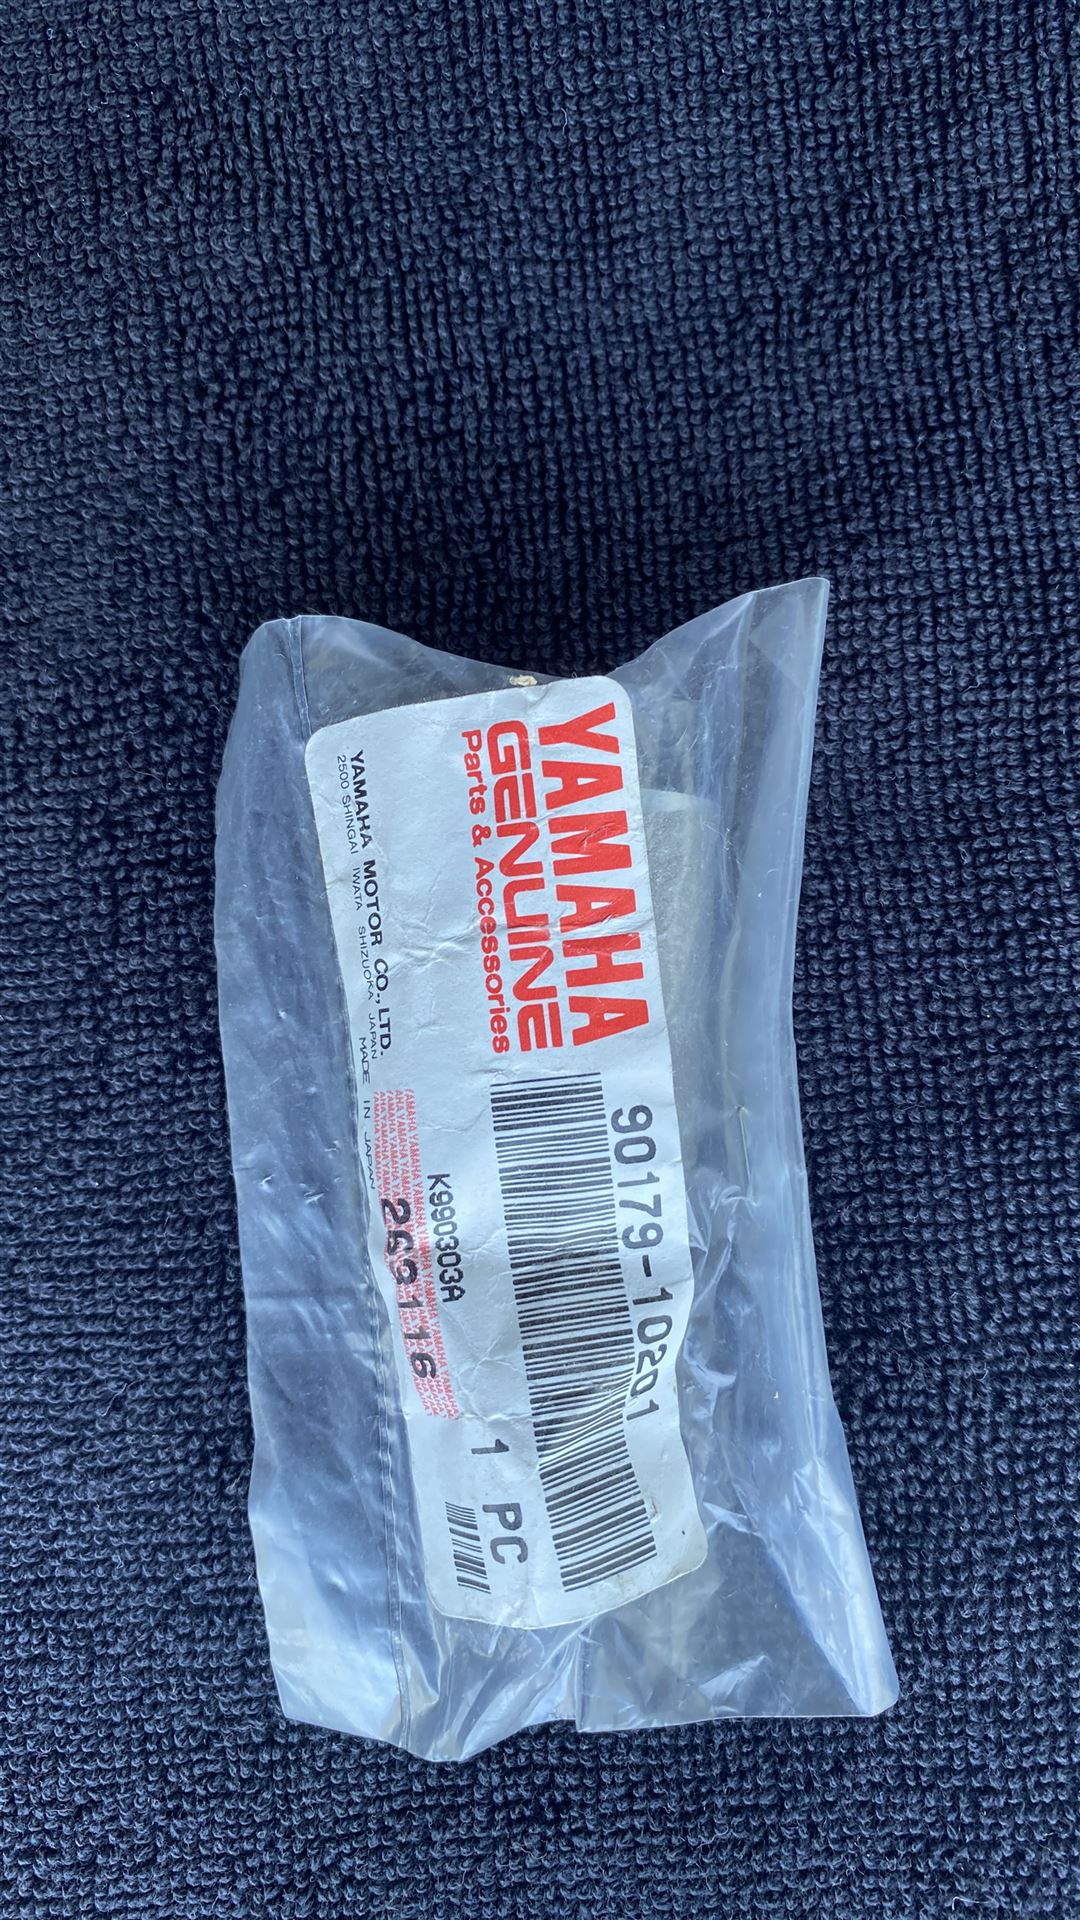 YAMAHA
GENUINE
Parts & Accessories
90179-10201
1 PC
K990303A
269116
YAMAHA MOTOR CO., LTD.
2500 SHINGAI IWATA SHIZUOKA JAPAN MADE IN JAPAN